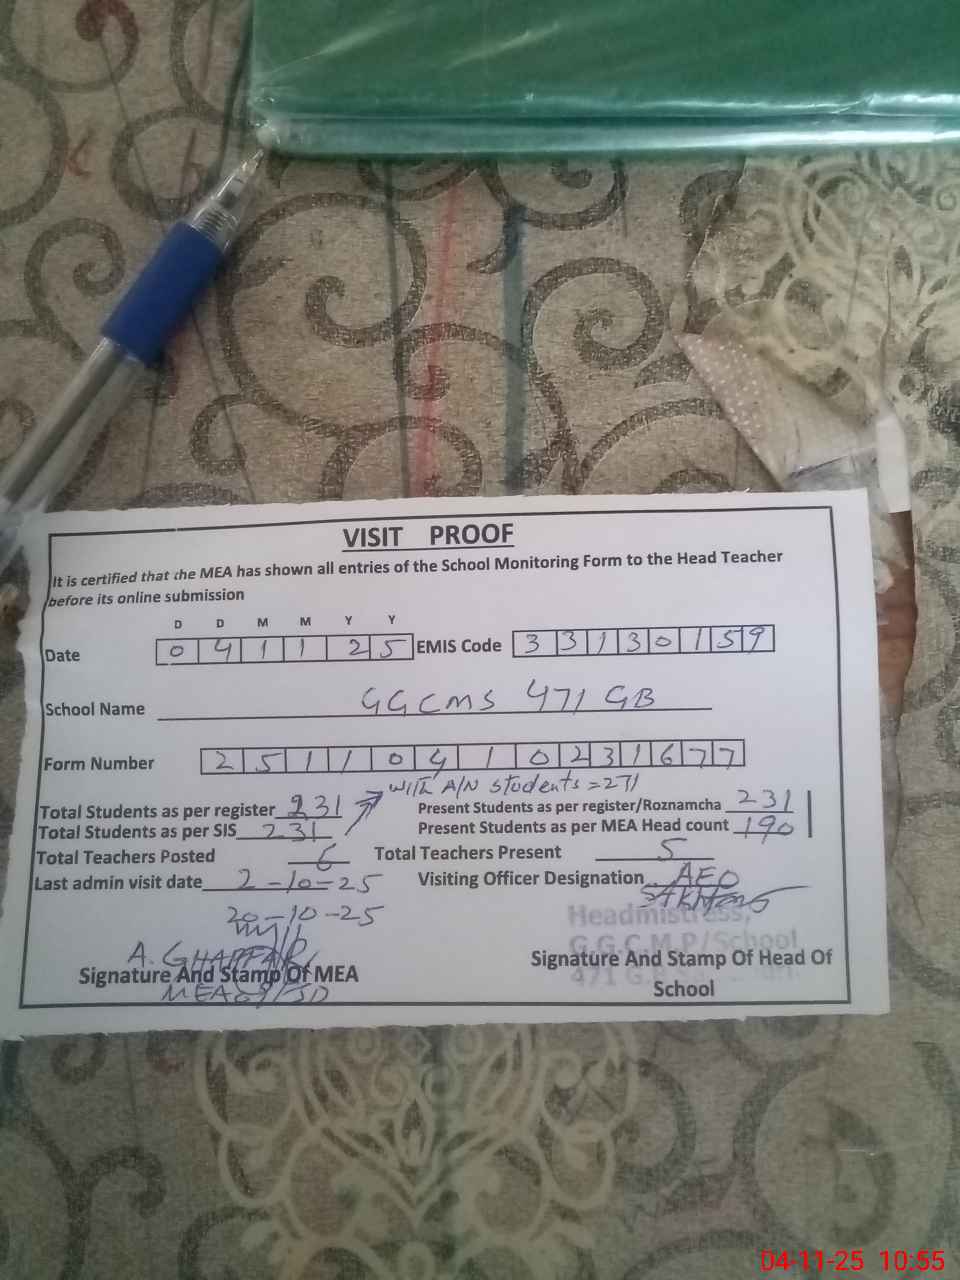 VISIT PROOF
It is certified that the MEA has shown all entries of the School Monitoring Form to the Head Teacher
before its online submission
D D M M Y Y
Date 0 4 1 1 2 5 EMIS Code 3 3 1 3 0 1 5 9
School Name GGCMS 471 GB
Form Number 2 5 1 1 0 4 1 0 2 3 1 6 7 7
with A/N students = 271
Total Students as per register 231 Present Students as per register/Roznamcha 231
Total Students as per SIS 231 Present Students as per MEA Head count 190
Total Teachers Posted 6 Total Teachers Present 5
Last admin visit date 2-10-25 Visiting Officer Designation AEO
20-10-25
Headmistress,
G.G.C.M.P/School
471 G.B
A. GHAFFAR
Signature And Stamp Of MEA Signature And Stamp Of Head Of
School
MEA
04-11-25 10:55